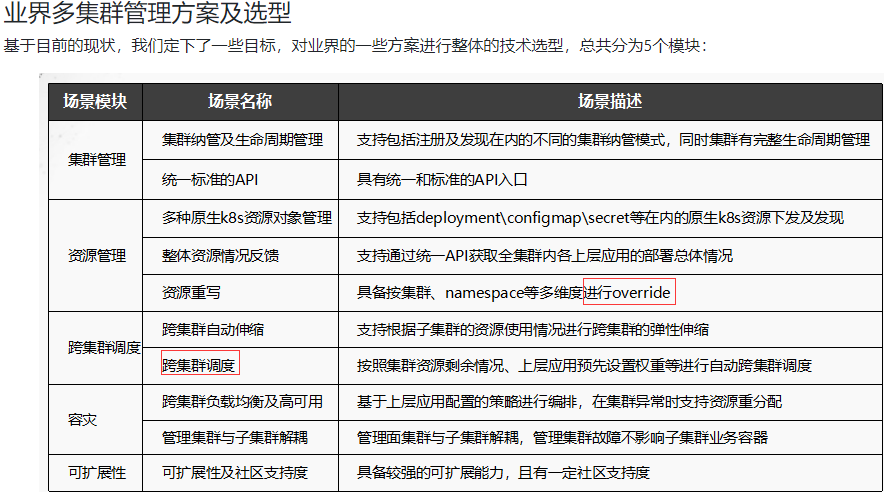 业界多集群管理方案及选型
基于目前的现状，我们定下了一些目标，对业界的一些方案进行整体的技术选型，总共分为5个模块：
场景模块 场景名称 场景描述
集群管理 集群纳管及生命周期管理 支持包括注册及发现在内的不同的集群纳管模式，同时集群有完整生命周期管理
统一标准的API 具有统一和标准的API入口
资源管理 多种原生k8s资源对象管理 支持包括deployment\configmap\secret等在内的原生k8s资源下发及发现
整体资源情况反馈 支持通过统一API获取全集群内各上层应用的部署总体情况
资源重写 具备按集群、namespace等多维度进行override
跨集群调度 跨集群自动伸缩 支持根据子集群的资源使用情况进行跨集群的弹性伸缩
跨集群调度 按照集群资源剩余情况、上层应用预先设置权重等进行自动跨集群调度
容灾 跨集群负载均衡及高可用 基于上层应用配置的策略进行编排，在集群异常时支持资源重分配
管理集群与子集群解耦 管理面集群与子集群解耦，管理集群故障不影响子集群业务容器
可扩展性 可扩展性及社区支持度 具备较强的可扩展能力，且有一定社区支持度